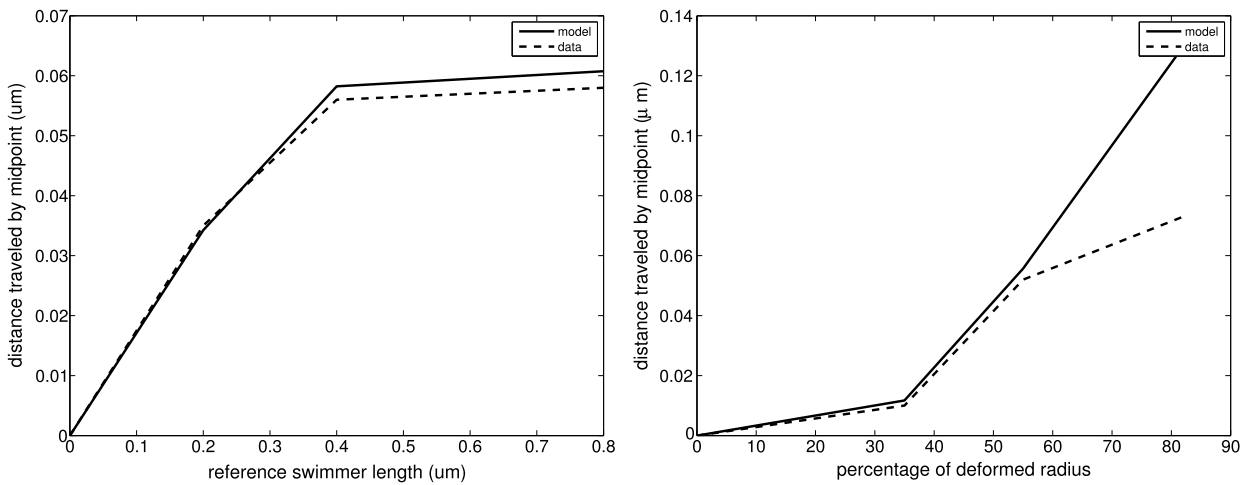 0.07
0.06
0.05
0.04
0.03
0.02
0.01
0
distance traveled by midpoint (um)
0 0.1 0.2 0.3 0.4 0.5 0.6 0.7 0.8
reference swimmer length (um)
model
data
0.14
0.12
0.1
0.08
0.06
0.04
0.02
0
distance traveled by midpoint (μ m)
0 10 20 30 40 50 60 70 80 90
percentage of deformed radius
model
data